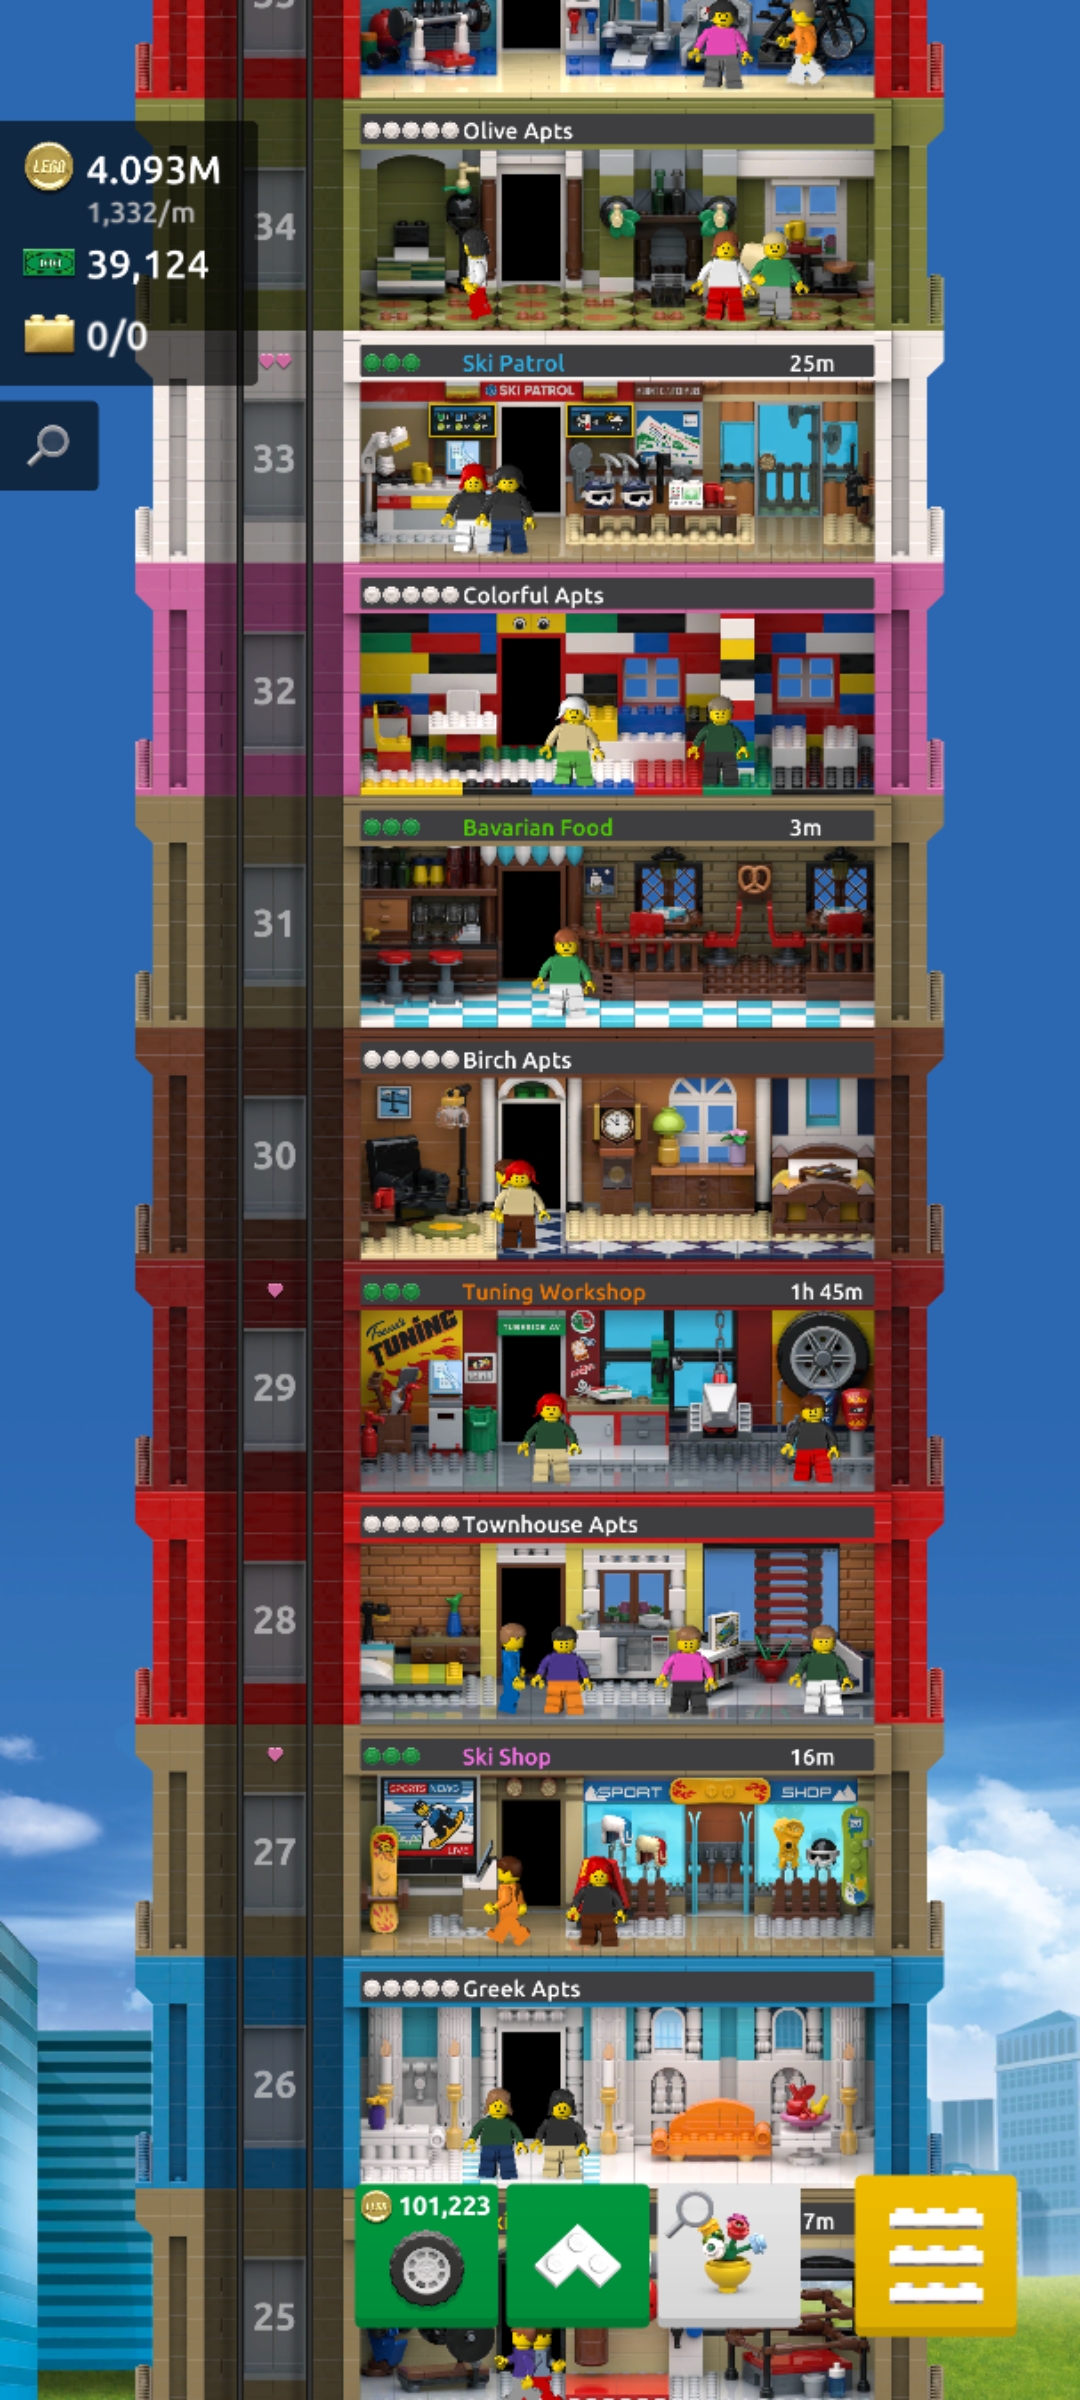 Olive Apts
LEGO 4.093M
1,332/m
34
39,124
0/0
Ski Patrol 25m
SKI PATROL
33
Colorful Apts
32
Bavarian Food 3m
31
Birch Apts
30
Tuning Workshop 1h 45m
TUNING
29
Townhouse Apts
28
Ski Shop 16m
SPORTS NEWS
SPORT SHOP
LIVE
27
Greek Apts
26
101,223
7m
25